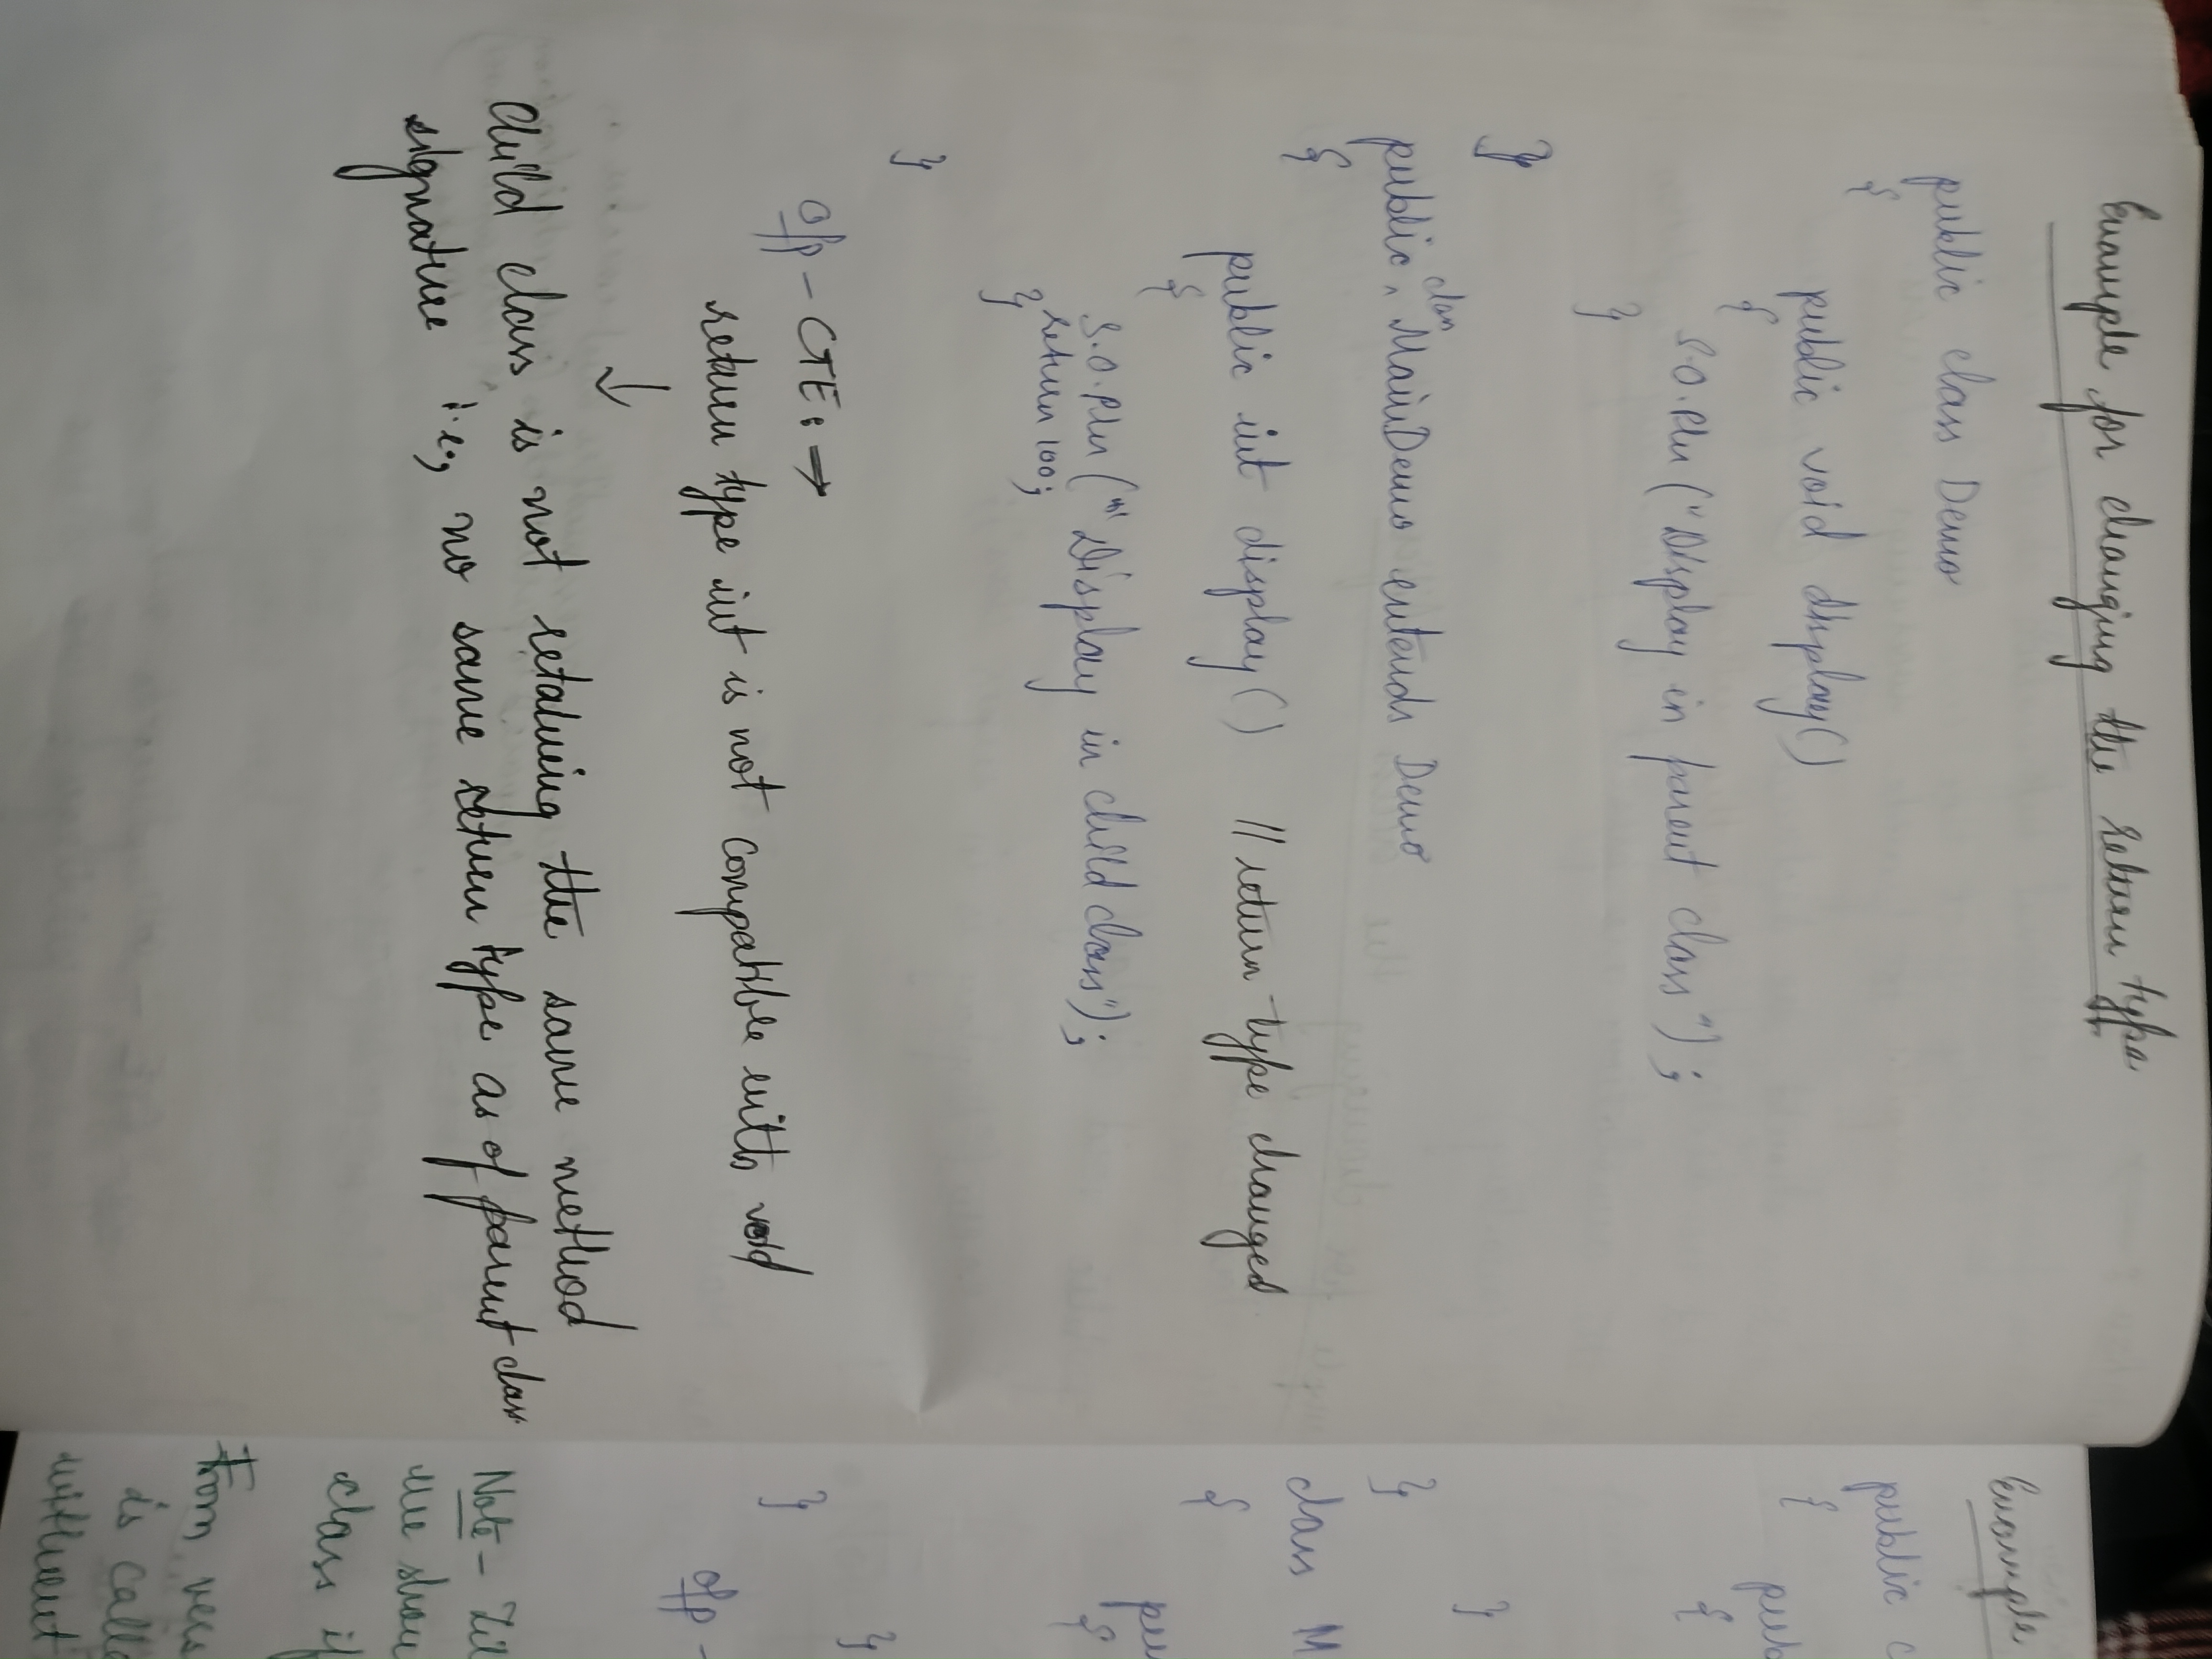 Example for changing the return type
public class Demo
{
public void display()
{
S.O.Pln ("Display in parent class");
}
}
public class MainDemo extends Demo
{
public int display() // return type changed
{
S.O.Pln ("Display in child class");
return 100;
}
}
O/p - CTE: ⇒
return type int is not compatible with void
↓
Child class is not retaining the same method
signature i.e., no same return type as of parent class
Example
public c
{
pub
{
}
}
class M
{
pu
{
}
}
O/p -
Note - Til
we shou
class if
From vers
is calle
without